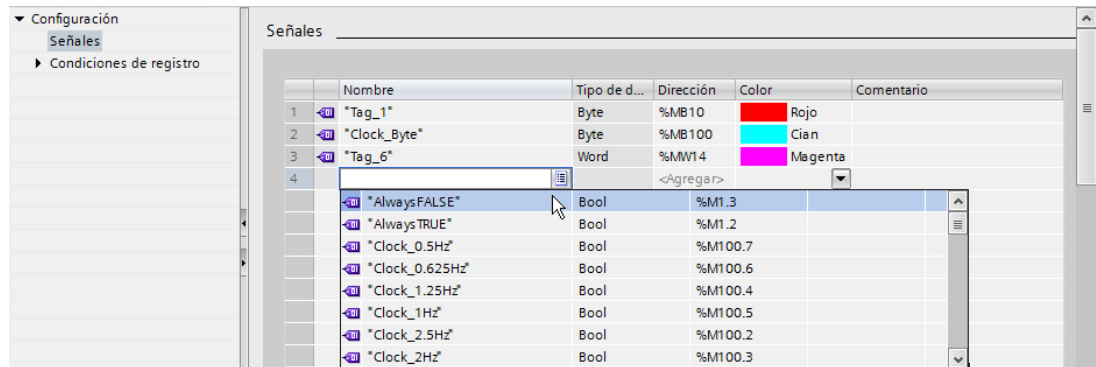 Configuración
Señales
Condiciones de registro
Señales
Nombre Tipo de d... Dirección Color Comentario
1 "Tag_1" Byte %MB10 Rojo
2 "Clock_Byte" Byte %MB100 Cian
3 "Tag_6" Word %MW14 Magenta
4 <Agregar>
"AlwaysFALSE" Bool %M1.3
"AlwaysTRUE" Bool %M1.2
"Clock_0.5Hz" Bool %M100.7
"Clock_0.625Hz" Bool %M100.6
"Clock_1.25Hz" Bool %M100.4
"Clock_1Hz" Bool %M100.5
"Clock_2.5Hz" Bool %M100.2
"Clock_2Hz" Bool %M100.3